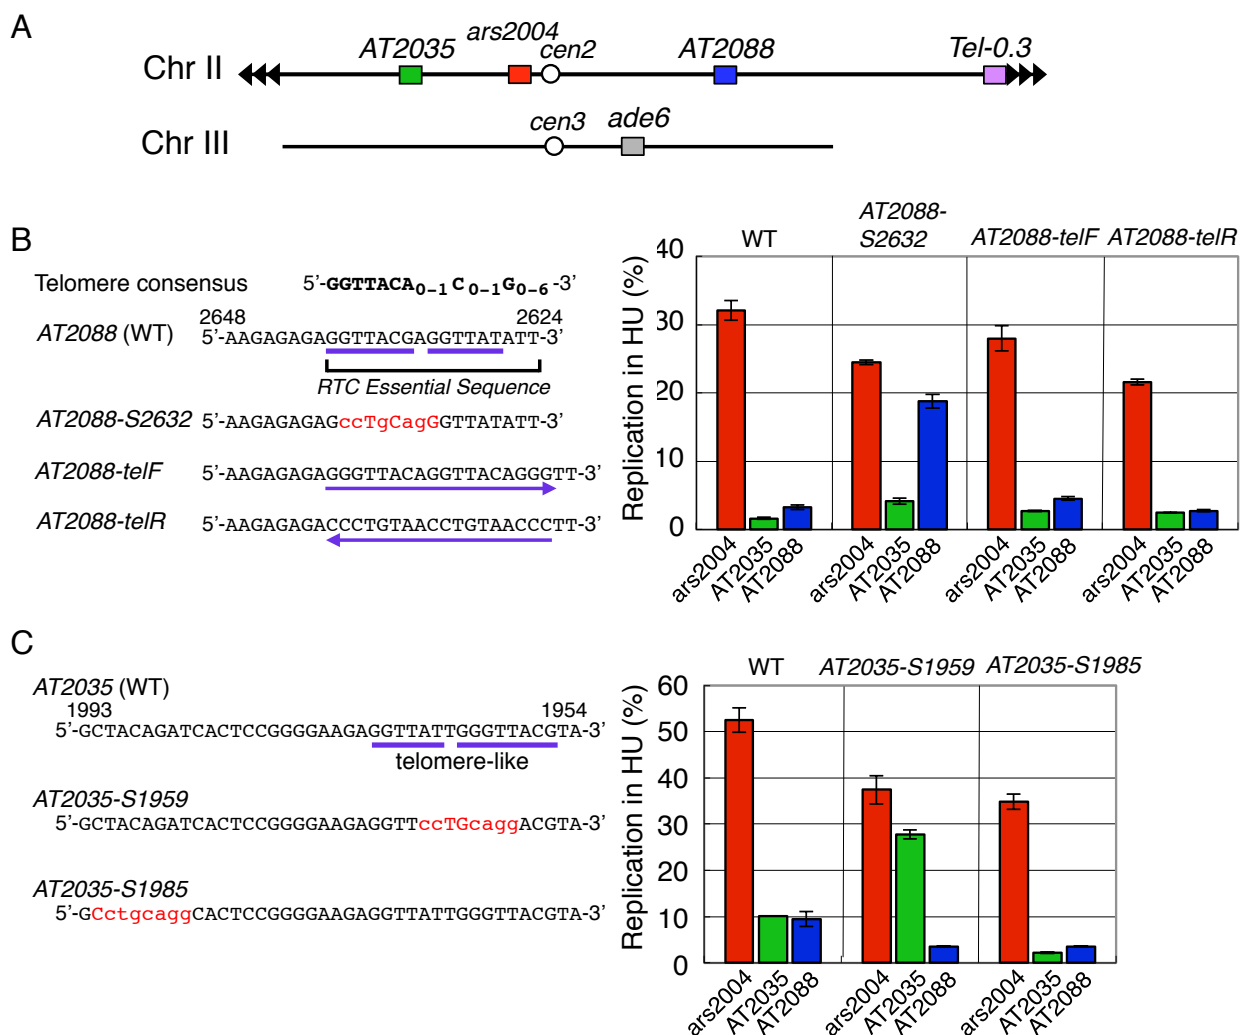 A
Chr II
AT2035
ars2004
cen2
AT2088
Tel-0.3
Chr III
cen3
ade6
B
Telomere consensus
5’-GGTTACA0–1C0–1G0–6-3’
AT2088 (WT)
2648
2624
5’-AAGAGAGAGGTTACGAGGTTATATT-3’
RTC Essential Sequence
AT2088-S2632
5’-AAGAGAGAGccTgCagGGTTATATT-3’
AT2088-telF
5’-AAGAGAGAGGGTTACAGGTTACAGGGTT-3’
AT2088-telR
5’-AAGAGAGACCCTGTAACCTGTAACCCTT-3’
WT
AT2088-
S2632
AT2088-telF
AT2088-telR
Replication in HU (%)
40
30
20
10
0
ars2004
AT2035
AT2088
ars2004
AT2035
AT2088
ars2004
AT2035
AT2088
ars2004
AT2035
AT2088
C
AT2035 (WT)
1993
1954
5’-GCTACAGATCACTCCGGGGAAGAGGTTATTGGGTTACGTA-3’
telomere-like
AT2035-S1959
5’-GCTACAGATCACTCCGGGGAAGAGGTTccTGcaggACGTA-3’
AT2035-S1985
5’-GCctgcaggCACTCCGGGGAAGAGGTTATTGGGTTACGTA-3’
WT
AT2035-S1959
AT2035-S1985
Replication in HU (%)
60
50
40
30
20
10
0
ars2004
AT2035
AT2088
ars2004
AT2035
AT2088
ars2004
AT2035
AT2088